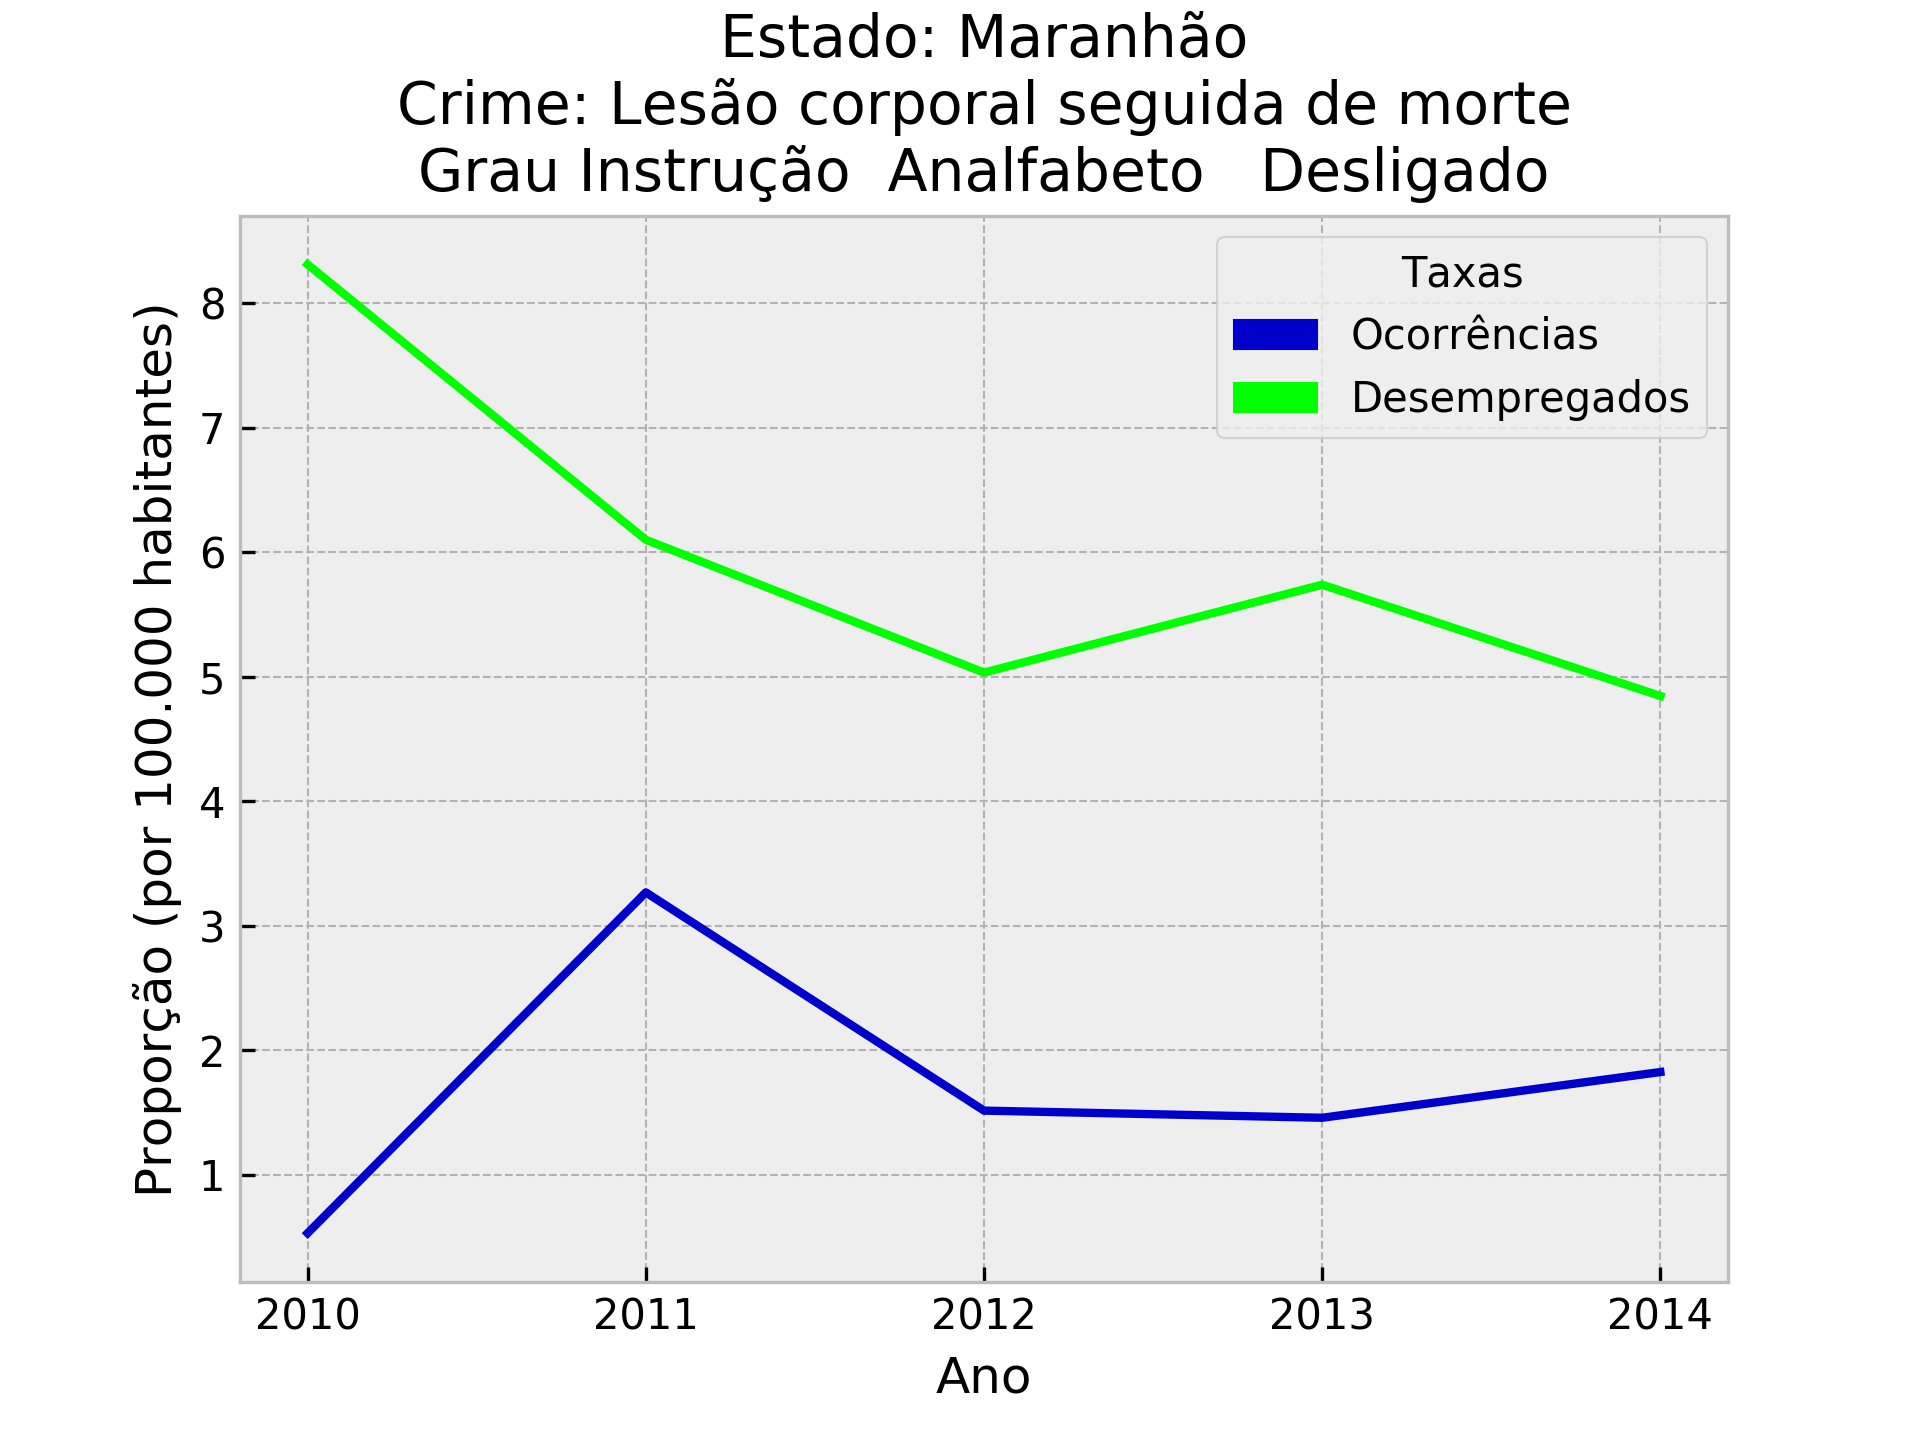 Estado: Maranhão
Crime: Lesão corporal seguida de morte
Grau Instrução  Analfabeto   Desligado
Taxas
Ocorrências
Desempregados
Proporção (por 100.000 habitantes)
8
7
6
5
4
3
2
1
2010 2011 2012 2013 2014
Ano